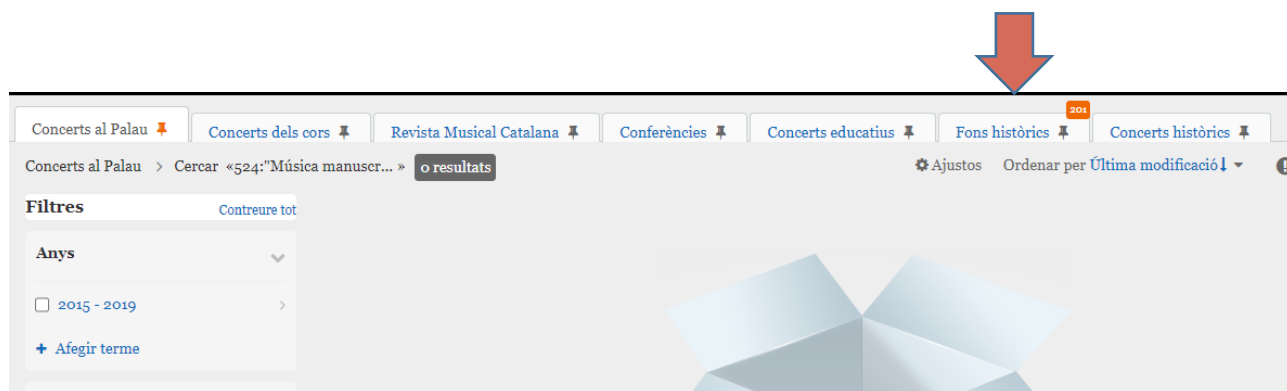 201
Concerts al Palau Concerts dels cors Revista Musical Catalana Conferències Concerts educatius Fons històrics Concerts històrics
Concerts al Palau > Cercar «524:"Música manuscr... » 0 resultats Ajustos Ordenar per Última modificació
Filtres Contreure tot
Anys
2015 - 2019
+ Afegir terme